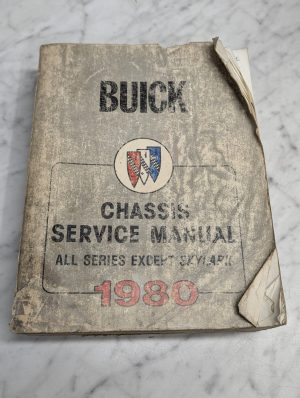 BUICK
CHASSIS
SERVICE MANUAL
ALL SERIES EXCEPT SKYLARK
1980